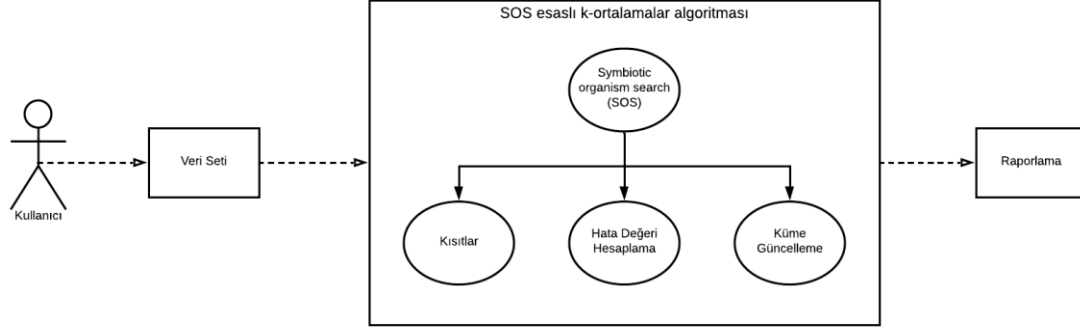 SOS esaslı k-ortalamalar algoritması
Symbiotic
organism search
(SOS)
Kullanıcı
Veri Seti
Kısıtlar
Hata Değeri
Hesaplama
Küme
Güncelleme
Raporlama